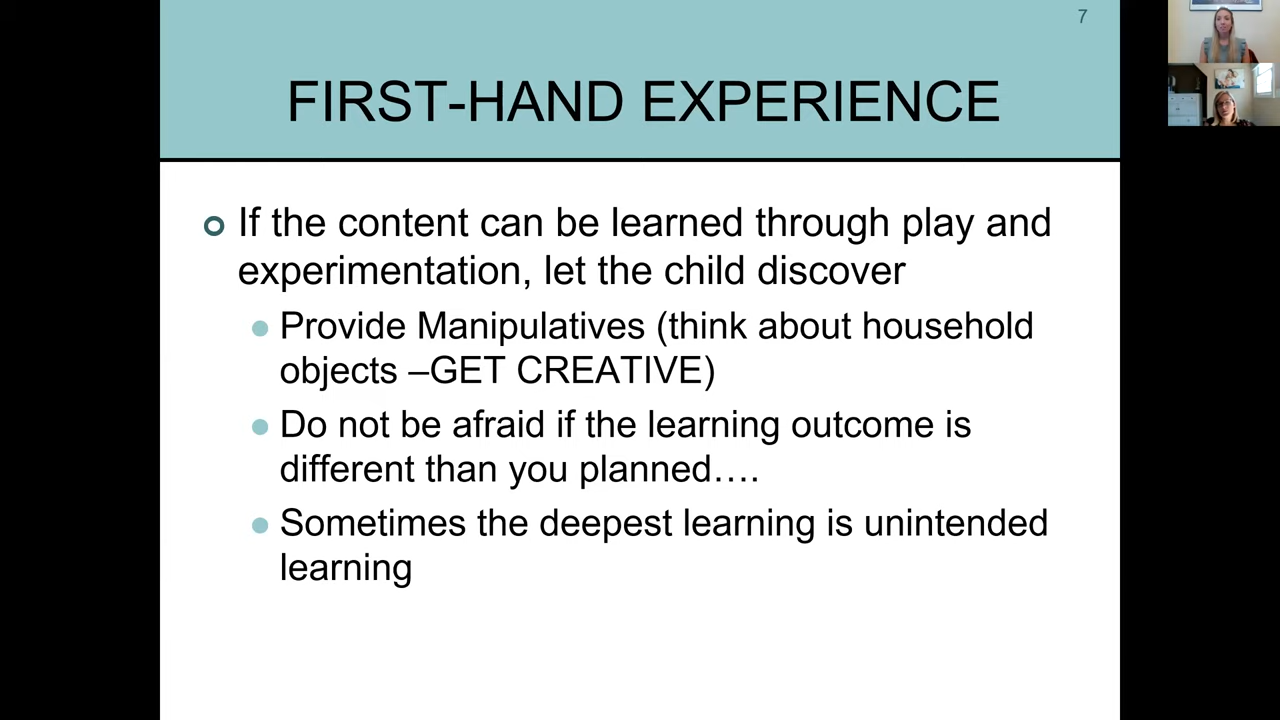 7
FIRST-HAND EXPERIENCE
If the content can be learned through play and
experimentation, let the child discover
Provide Manipulatives (think about household
objects –GET CREATIVE)
Do not be afraid if the learning outcome is
different than you planned….
Sometimes the deepest learning is unintended
learning